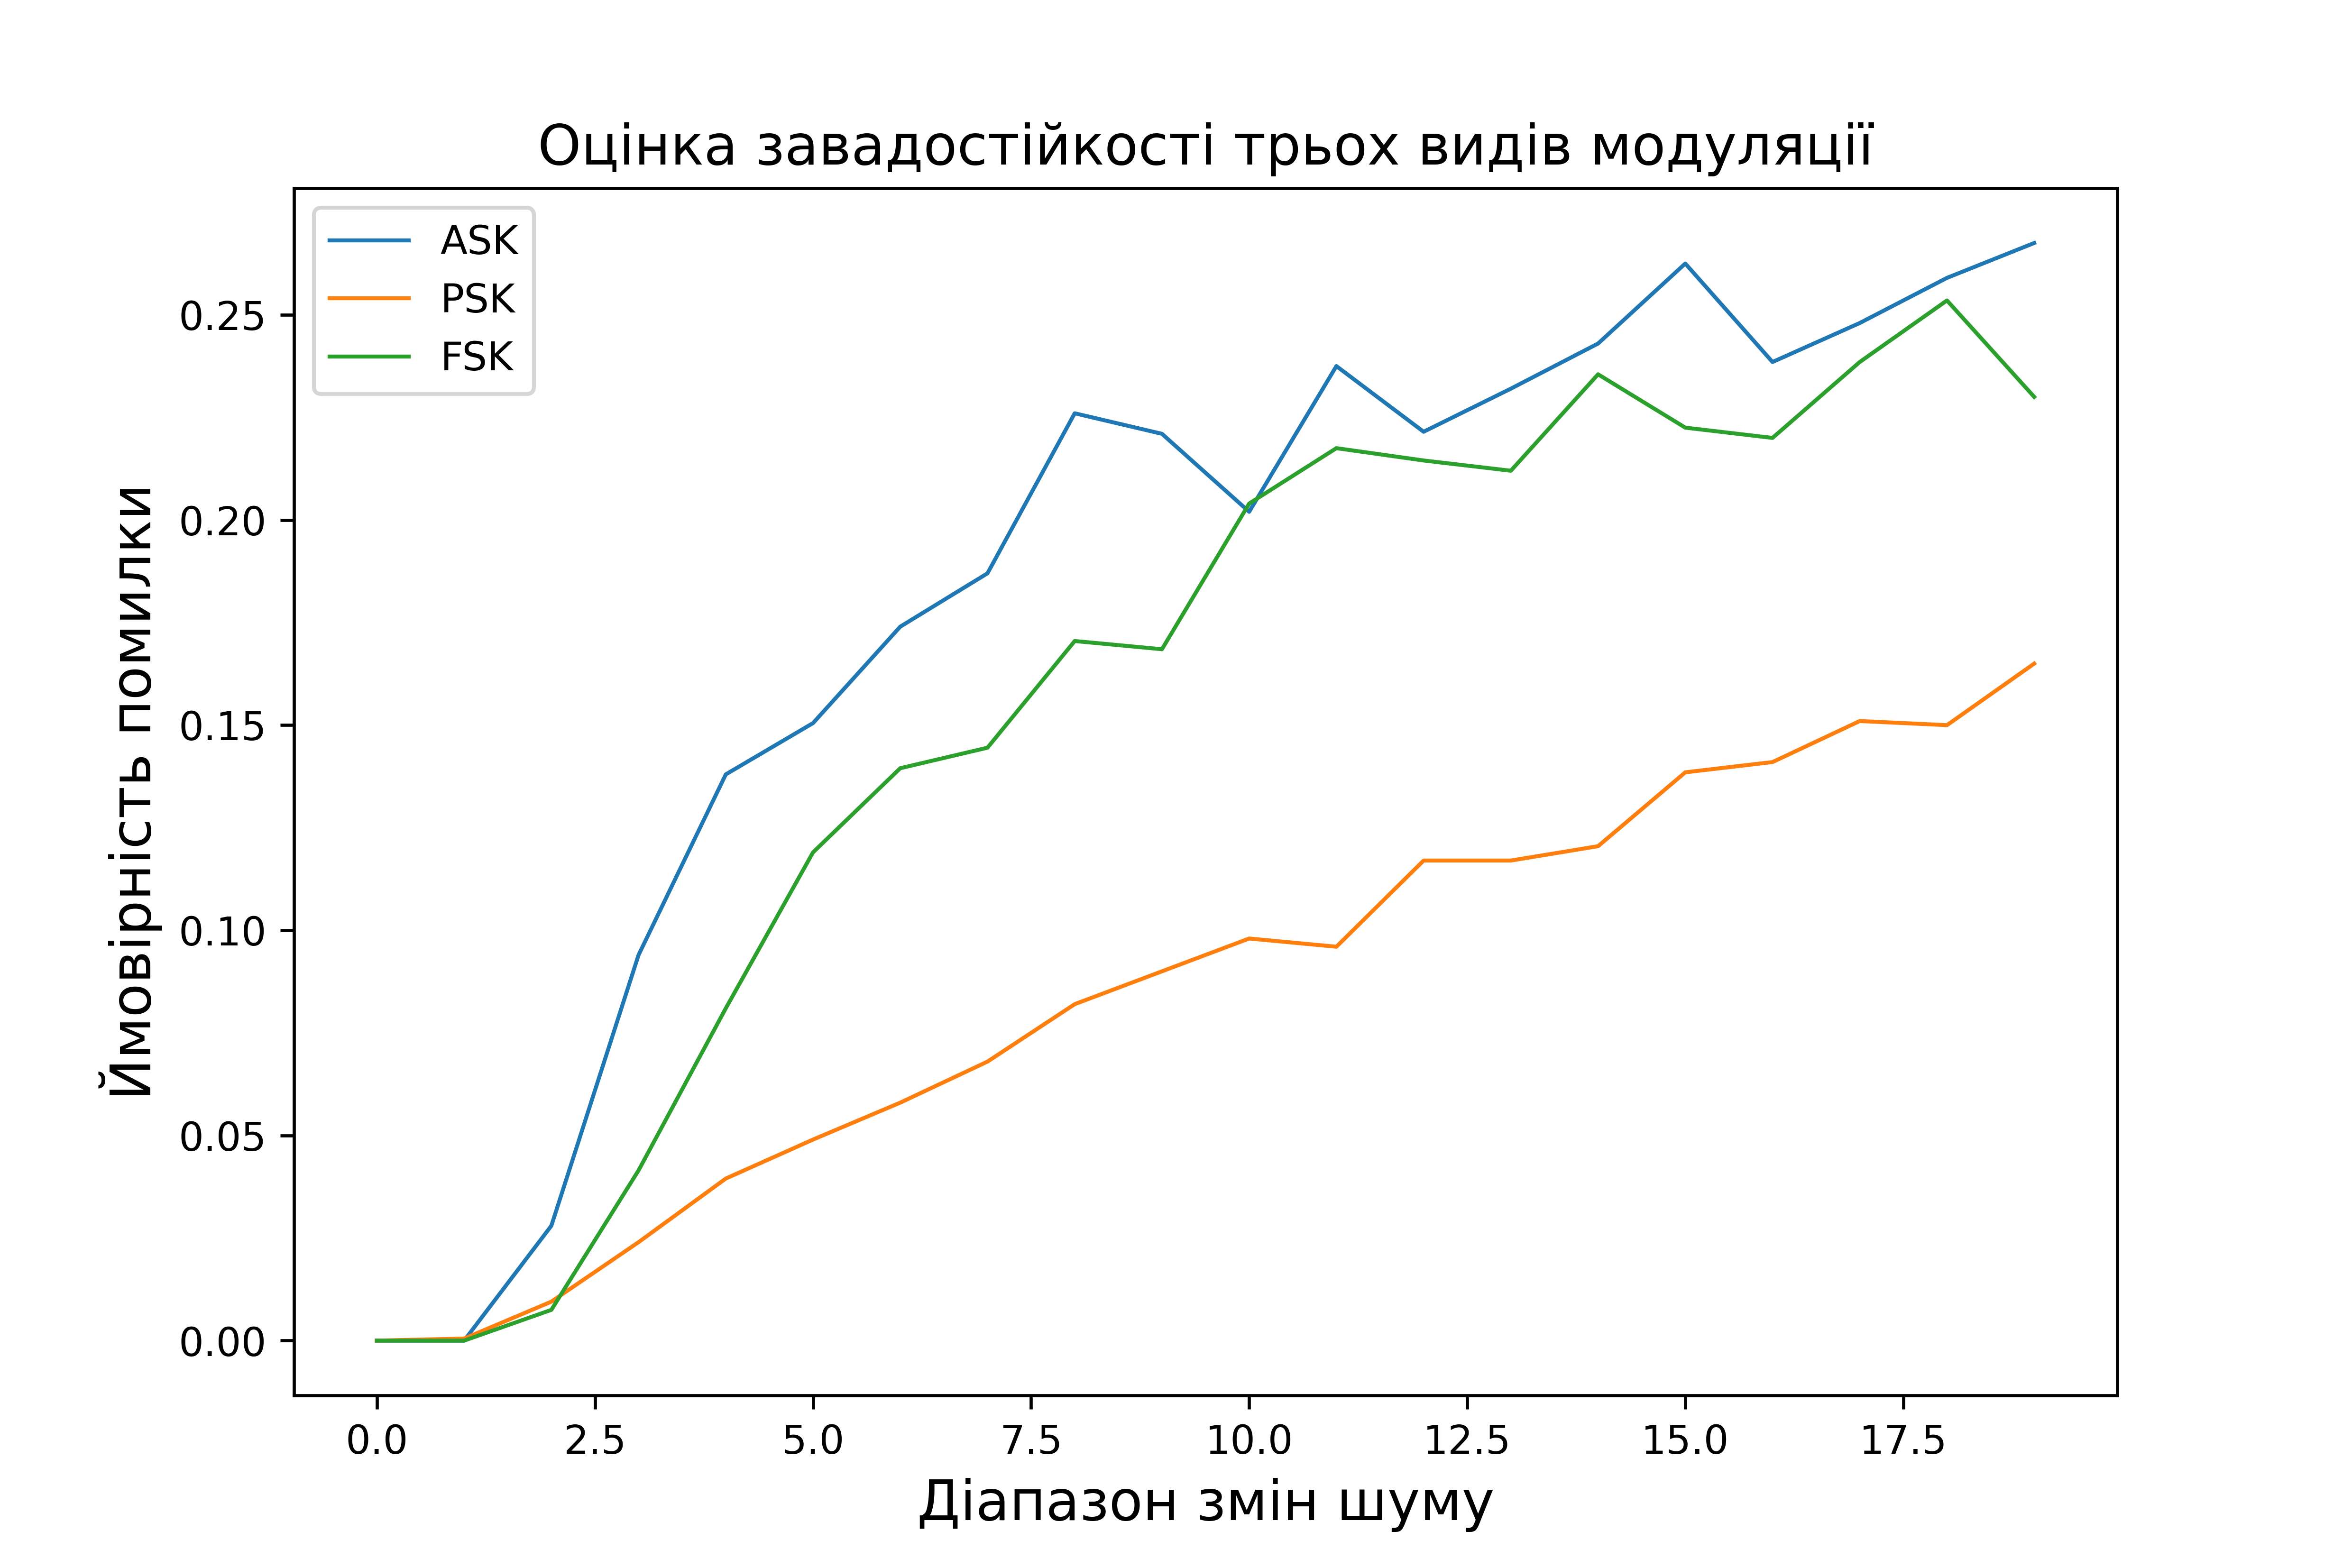 Оцінка завадостійкості трьох видів модуляції
ASK
PSK
FSK
Ймовірність помилки
0.25
0.20
0.15
0.10
0.05
0.00
0.0 2.5 5.0 7.5 10.0 12.5 15.0 17.5
Діапазон змін шуму